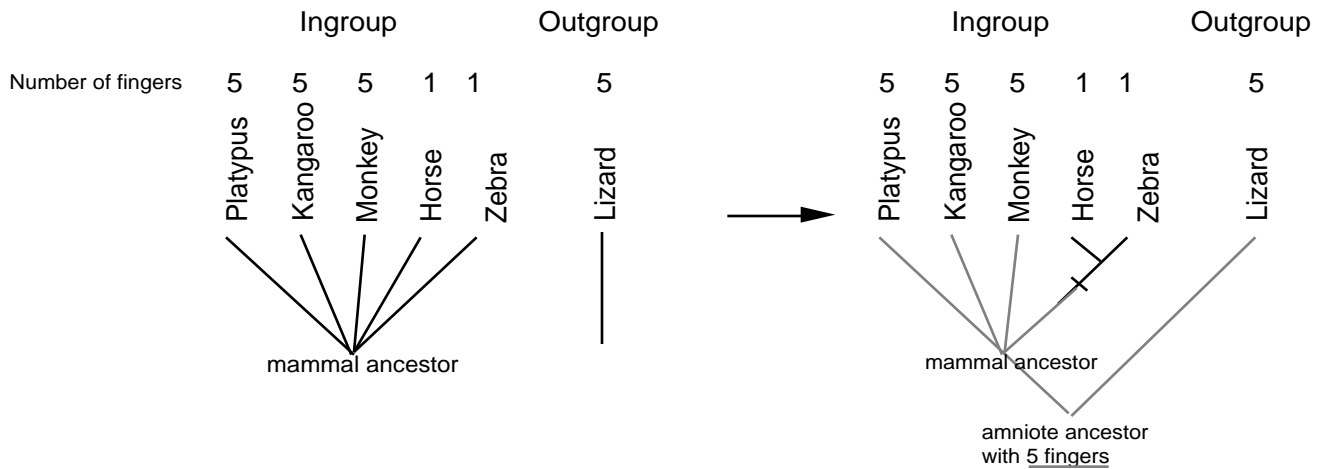 Ingroup Outgroup Ingroup Outgroup
Number of fingers 5 5 5 1 1 5 5 5 5 1 1 5
Platypus Kangaroo Monkey Horse Zebra Lizard Platypus Kangaroo Monkey Horse Zebra Lizard
mammal ancestor mammal ancestor
amniote ancestor
with 5 fingers